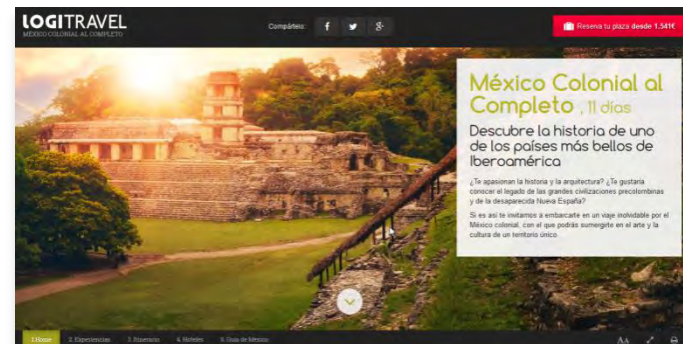 LOGITRAVEL
MÉXICO COLONIAL AL COMPLETO
Compártelo:
Reserva tu plaza desde 1.541€
México Colonial al
Completo , 11 días
Descubre la historia de uno
de los países más bellos de
Iberoamérica
¿Te apasionan la historia y la arquitectura? ¿Te gustaría
conocer el legado de las grandes civilizaciones precolombinas
y de la desaparecida Nueva España?
Si es así te invitamos a embarcarte en un viaje inolvidable por el
México colonial, con el que podrás sumergirte en el arte y la
cultura de un territorio único.
1.Home 2. Experiencias 3. Itinerario 4. Hoteles 5. Guía de México AA